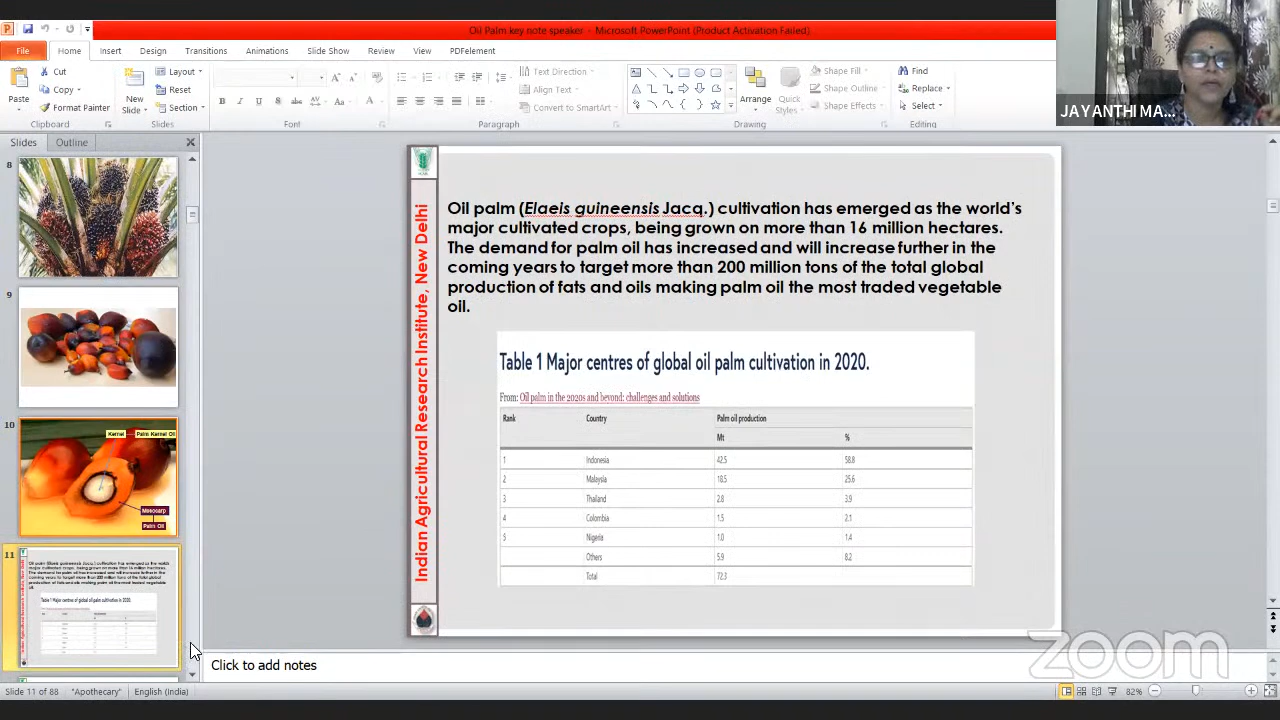 Oil Palm key note speaker - Microsoft PowerPoint (Product Activation Failed)
File Home Insert Design Transitions Animations Slide Show Review View PDFelement
Paste
Cut
Copy
Format Painter
Clipboard
New Slide
Layout
Reset
Section
Slides
Font
Text Direction
Align Text
Convert to SmartArt
Paragraph
Arrange
Quick Styles
Shape Fill
Shape Outline
Shape Effects
Drawing
Find
Replace
Select
Editing
JAYANTHI MA...
Slides Outline
8
9
10
Kernel Palm Kernel Oil
Mesocarp
Palm Oil
11
Indian Agricultural Research Institute, New Delhi
Oil palm (Elaeis guineensis Jacq.) cultivation has emerged as the world's
major cultivated crops, being grown on more than 16 million hectares.
The demand for palm oil has increased and will increase further in the
coming years to target more than 200 million tons of the total global
production of fats and oils making palm oil the most traded vegetable
oil.
Table 1 Major centres of global oil palm cultivation in 2020.
From: Oil palm in the 2020s and beyond: challenges and solutions
Rank Country Palm oil production
Mt %
1 Indonesia 42.5 58.8
2 Malaysia 18.5 25.6
3 Thailand 2.8 3.9
4 Colombia 1.5 2.1
5 Nigeria 1.0 1.4
Others 5.9 8.2
Total 72.3
Click to add notes
zoom
Slide 11 of 88 "Apothecary" English (India) 82%